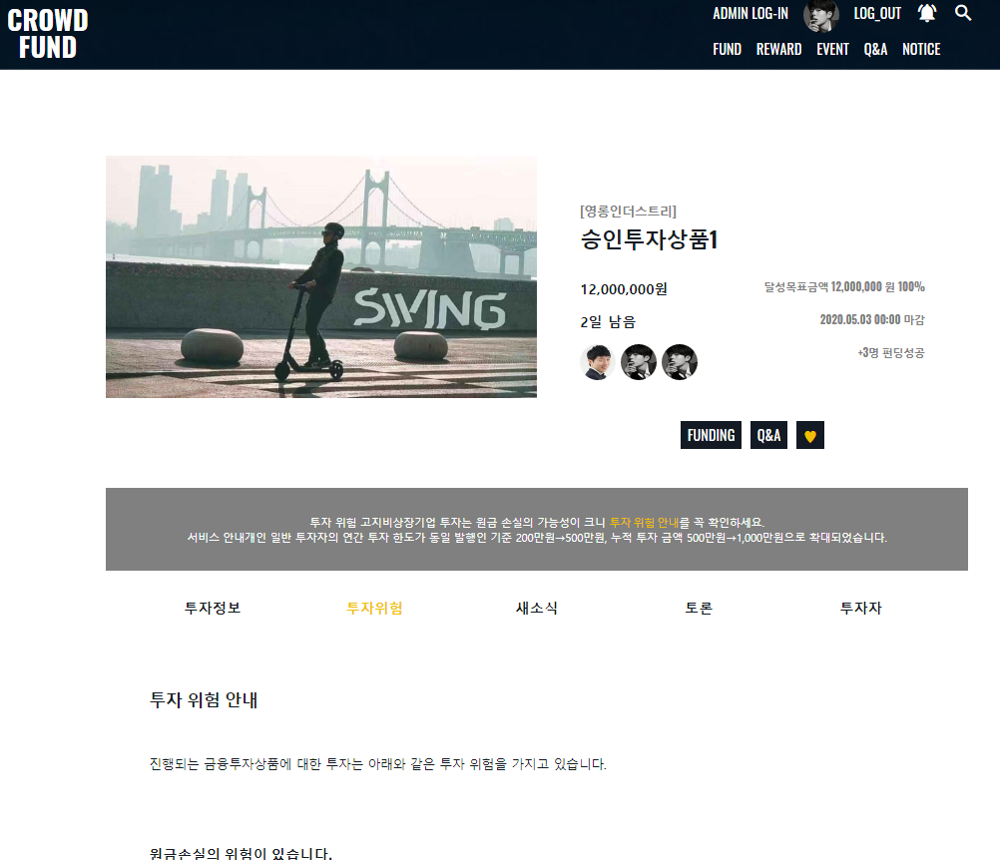 CROWD
FUND
ADMIN LOG-IN LOG_OUT
FUND REWARD EVENT Q&A NOTICE
SWING
[영롱인더스트리]
승인투자상품1
12,000,000원 달성목표금액 12,000,000 원 100%
2일 남음 2020.05.03 00:00 마감
+3명 펀딩성공
FUNDING Q&A
투자 위험 고지비상장기업 투자는 원금 손실의 가능성이 크니 투자 위험 안내를 꼭 확인하세요.
서비스 안내개인 일반 투자자의 연간 투자 한도가 동일 발행인 기준 200만원→500만원, 누적 투자 금액 500만원→1,000만원으로 확대되었습니다.
투자정보 투자위험 새소식 토론 투자자
투자 위험 안내
진행되는 금융투자상품에 대한 투자는 아래와 같은 투자 위험을 가지고 있습니다.
원금손실의 위험이 있습니다.